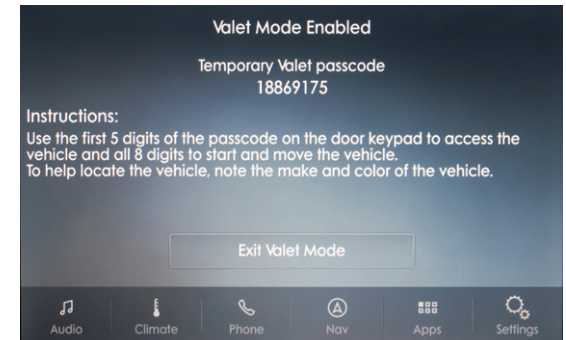 Valet Mode Enabled
Temporary Valet passcode
18869175
Instructions:
Use the first 5 digits of the passcode on the door keypad to access the
vehicle and all 8 digits to start and move the vehicle.
To help locate the vehicle, note the make and color of the vehicle.
Exit Valet Mode
Audio Climate Phone Nav Apps Settings